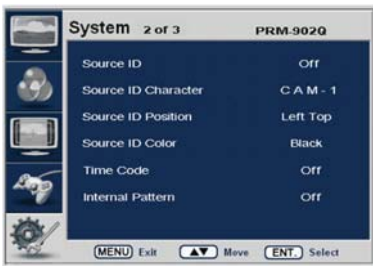 System 2 of 3 PRM-902Q
Source ID Off
Source ID Character C A M - 1
Source ID Position Left Top
Source ID Color Black
Time Code Off
Internal Pattern Off
MENU Exit ▲▼ Move ENT. Select